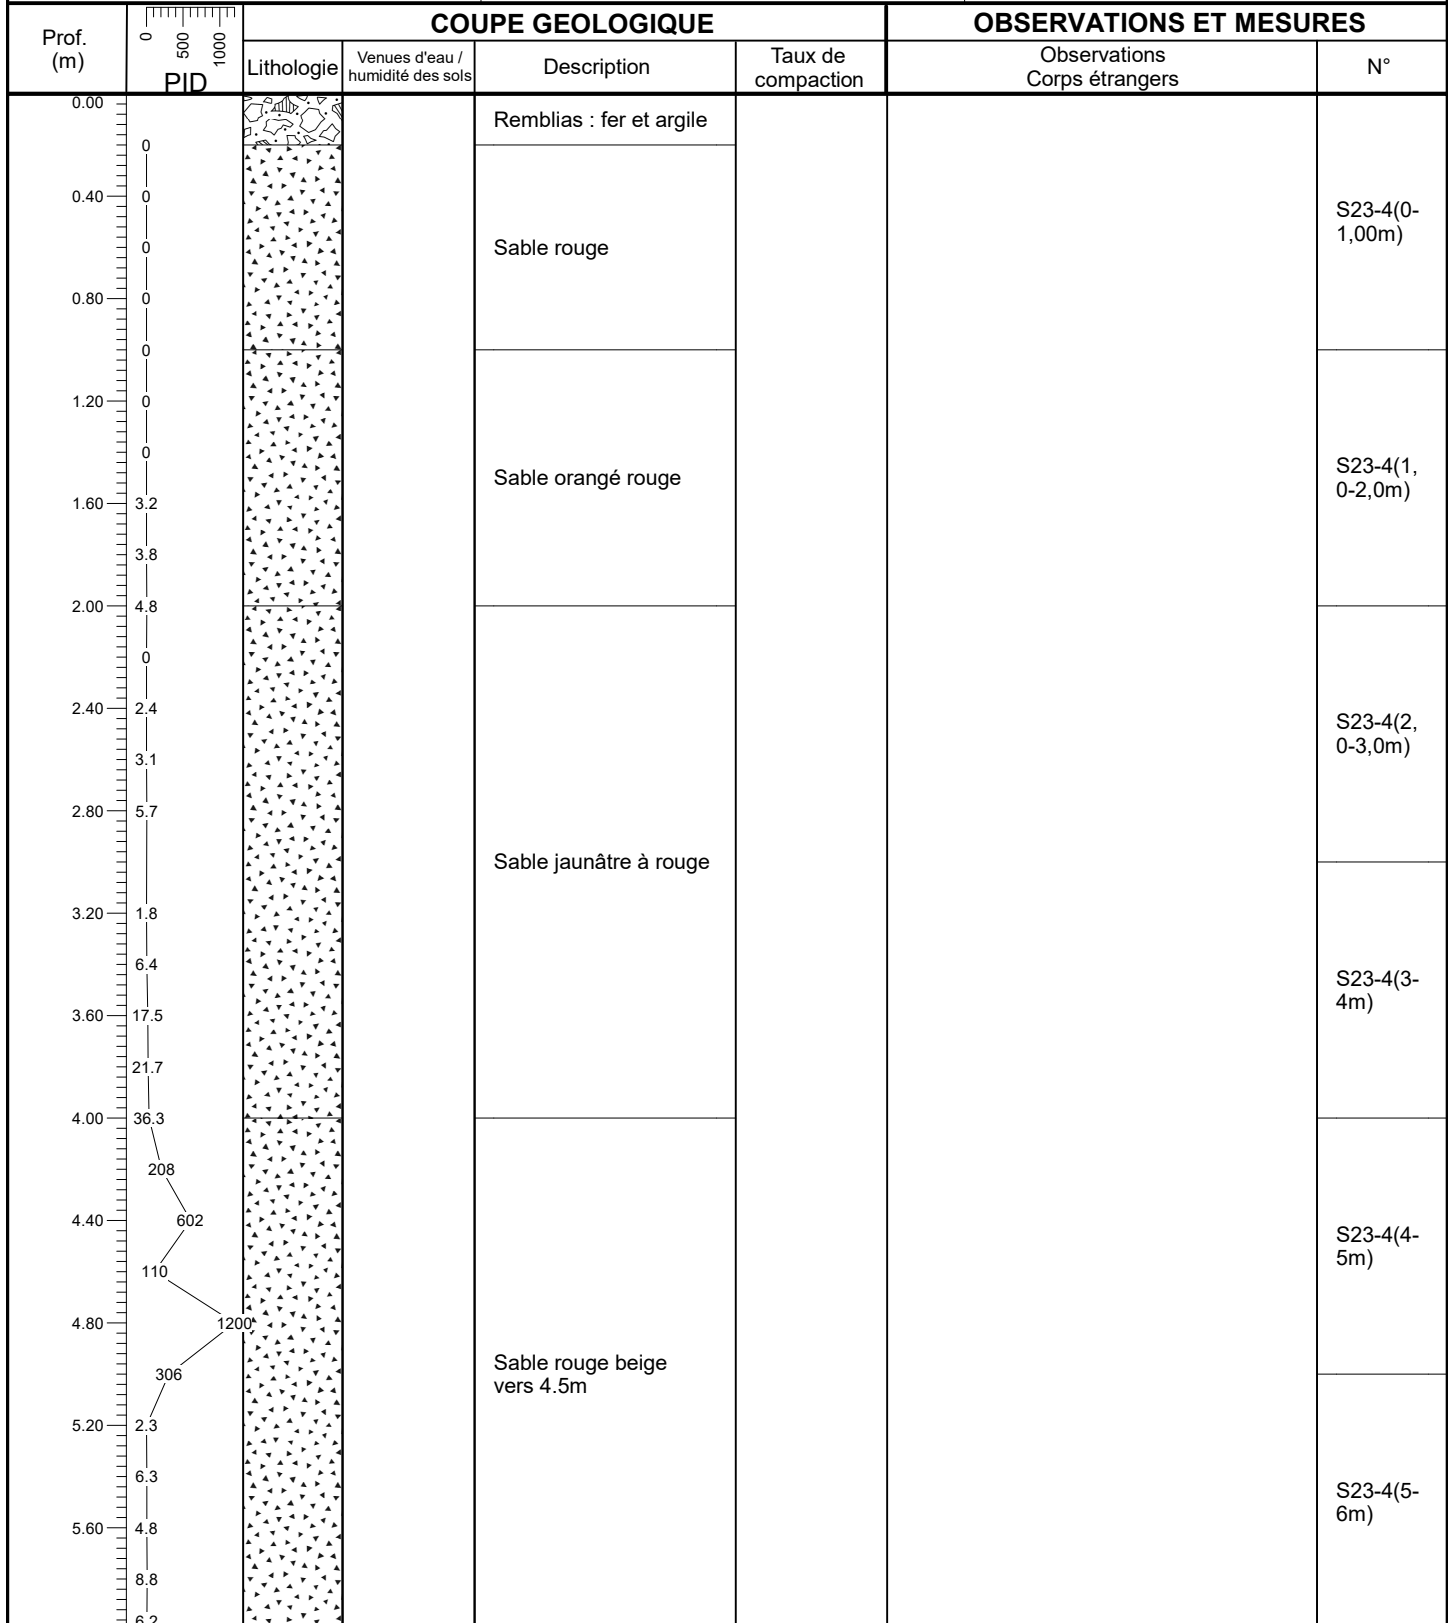 COUPE GEOLOGIQUE
OBSERVATIONS ET MESURES
Prof.
(m)
0
500
1000
PID
Lithologie
Venues d'eau /
humidité des sols
Description
Taux de
compaction
Observations
Corps étrangers
N°
0.00
Remblias : fer et argile
0
0.40
0
S23-4(0-
1,00m)
0
Sable rouge
0.80
0
0
1.20
0
0
Sable orangé rouge
S23-4(1,
0-2,0m)
1.60
3.2
3.8
2.00
4.8
0
2.40
2.4
S23-4(2,
0-3,0m)
3.1
2.80
5.7
Sable jaunâtre à rouge
3.20
1.8
6.4
S23-4(3-
4m)
3.60
17.5
21.7
4.00
36.3
208
4.40
602
S23-4(4-
5m)
110
4.80
1200
306
Sable rouge beige
vers 4.5m
5.20
2.3
6.3
S23-4(5-
6m)
5.60
4.8
8.8
6.2